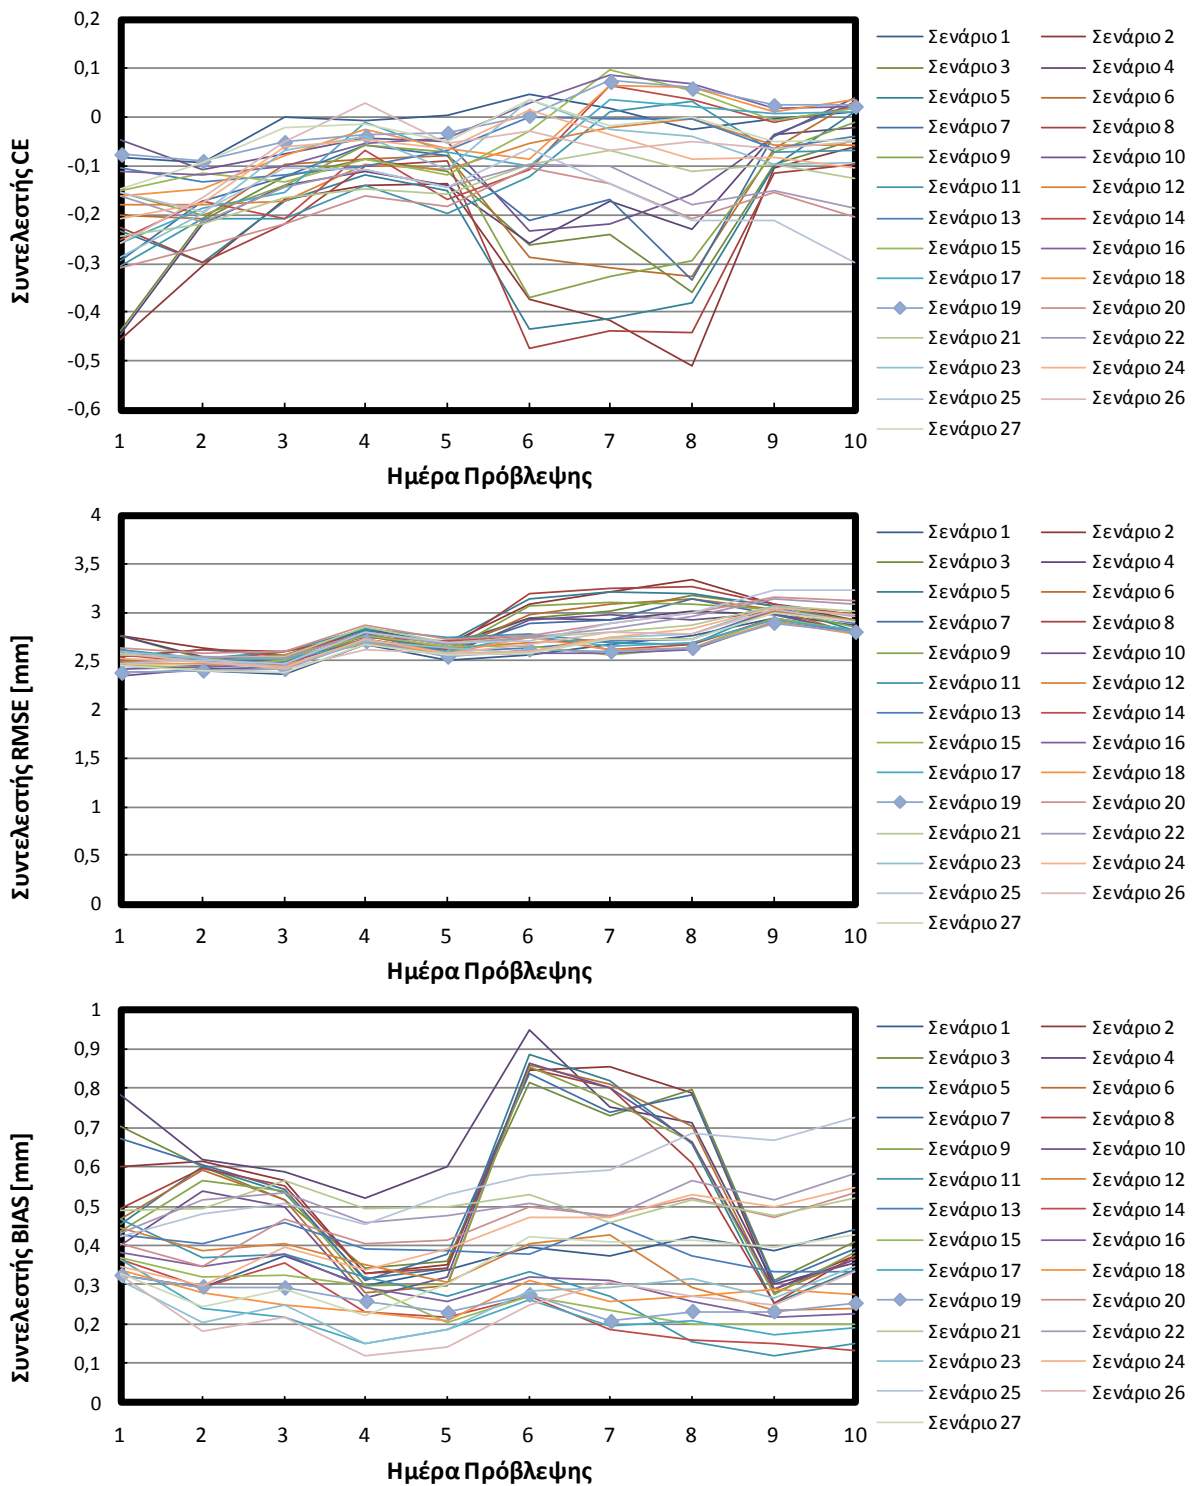 0,2
0,1
0
-0,1
-0,2
-0,3
-0,4
-0,5
-0,6
Συντελεστής CE
1 2 3 4 5 6 7 8 9 10
Ημέρα Πρόβλεψης
Σενάριο 1 Σενάριο 2
Σενάριο 3 Σενάριο 4
Σενάριο 5 Σενάριο 6
Σενάριο 7 Σενάριο 8
Σενάριο 9 Σενάριο 10
Σενάριο 11 Σενάριο 12
Σενάριο 13 Σενάριο 14
Σενάριο 15 Σενάριο 16
Σενάριο 17 Σενάριο 18
Σενάριο 19 Σενάριο 20
Σενάριο 21 Σενάριο 22
Σενάριο 23 Σενάριο 24
Σενάριο 25 Σενάριο 26
Σενάριο 27
4
3,5
3
2,5
2
1,5
1
0,5
0
Συντελεστής RMSE [mm]
1 2 3 4 5 6 7 8 9 10
Ημέρα Πρόβλεψης
Σενάριο 1 Σενάριο 2
Σενάριο 3 Σενάριο 4
Σενάριο 5 Σενάριο 6
Σενάριο 7 Σενάριο 8
Σενάριο 9 Σενάριο 10
Σενάριο 11 Σενάριο 12
Σενάριο 13 Σενάριο 14
Σενάριο 15 Σενάριο 16
Σενάριο 17 Σενάριο 18
Σενάριο 19 Σενάριο 20
Σενάριο 21 Σενάριο 22
Σενάριο 23 Σενάριο 24
Σενάριο 25 Σενάριο 26
Σενάριο 27
1
0,9
0,8
0,7
0,6
0,5
0,4
0,3
0,2
0,1
0
Συντελεστής BIAS [mm]
1 2 3 4 5 6 7 8 9 10
Ημέρα Πρόβλεψης
Σενάριο 1 Σενάριο 2
Σενάριο 3 Σενάριο 4
Σενάριο 5 Σενάριο 6
Σενάριο 7 Σενάριο 8
Σενάριο 9 Σενάριο 10
Σενάριο 11 Σενάριο 12
Σενάριο 13 Σενάριο 14
Σενάριο 15 Σενάριο 16
Σενάριο 17 Σενάριο 18
Σενάριο 19 Σενάριο 20
Σενάριο 21 Σενάριο 22
Σενάριο 23 Σενάριο 24
Σενάριο 25 Σενάριο 26
Σενάριο 27